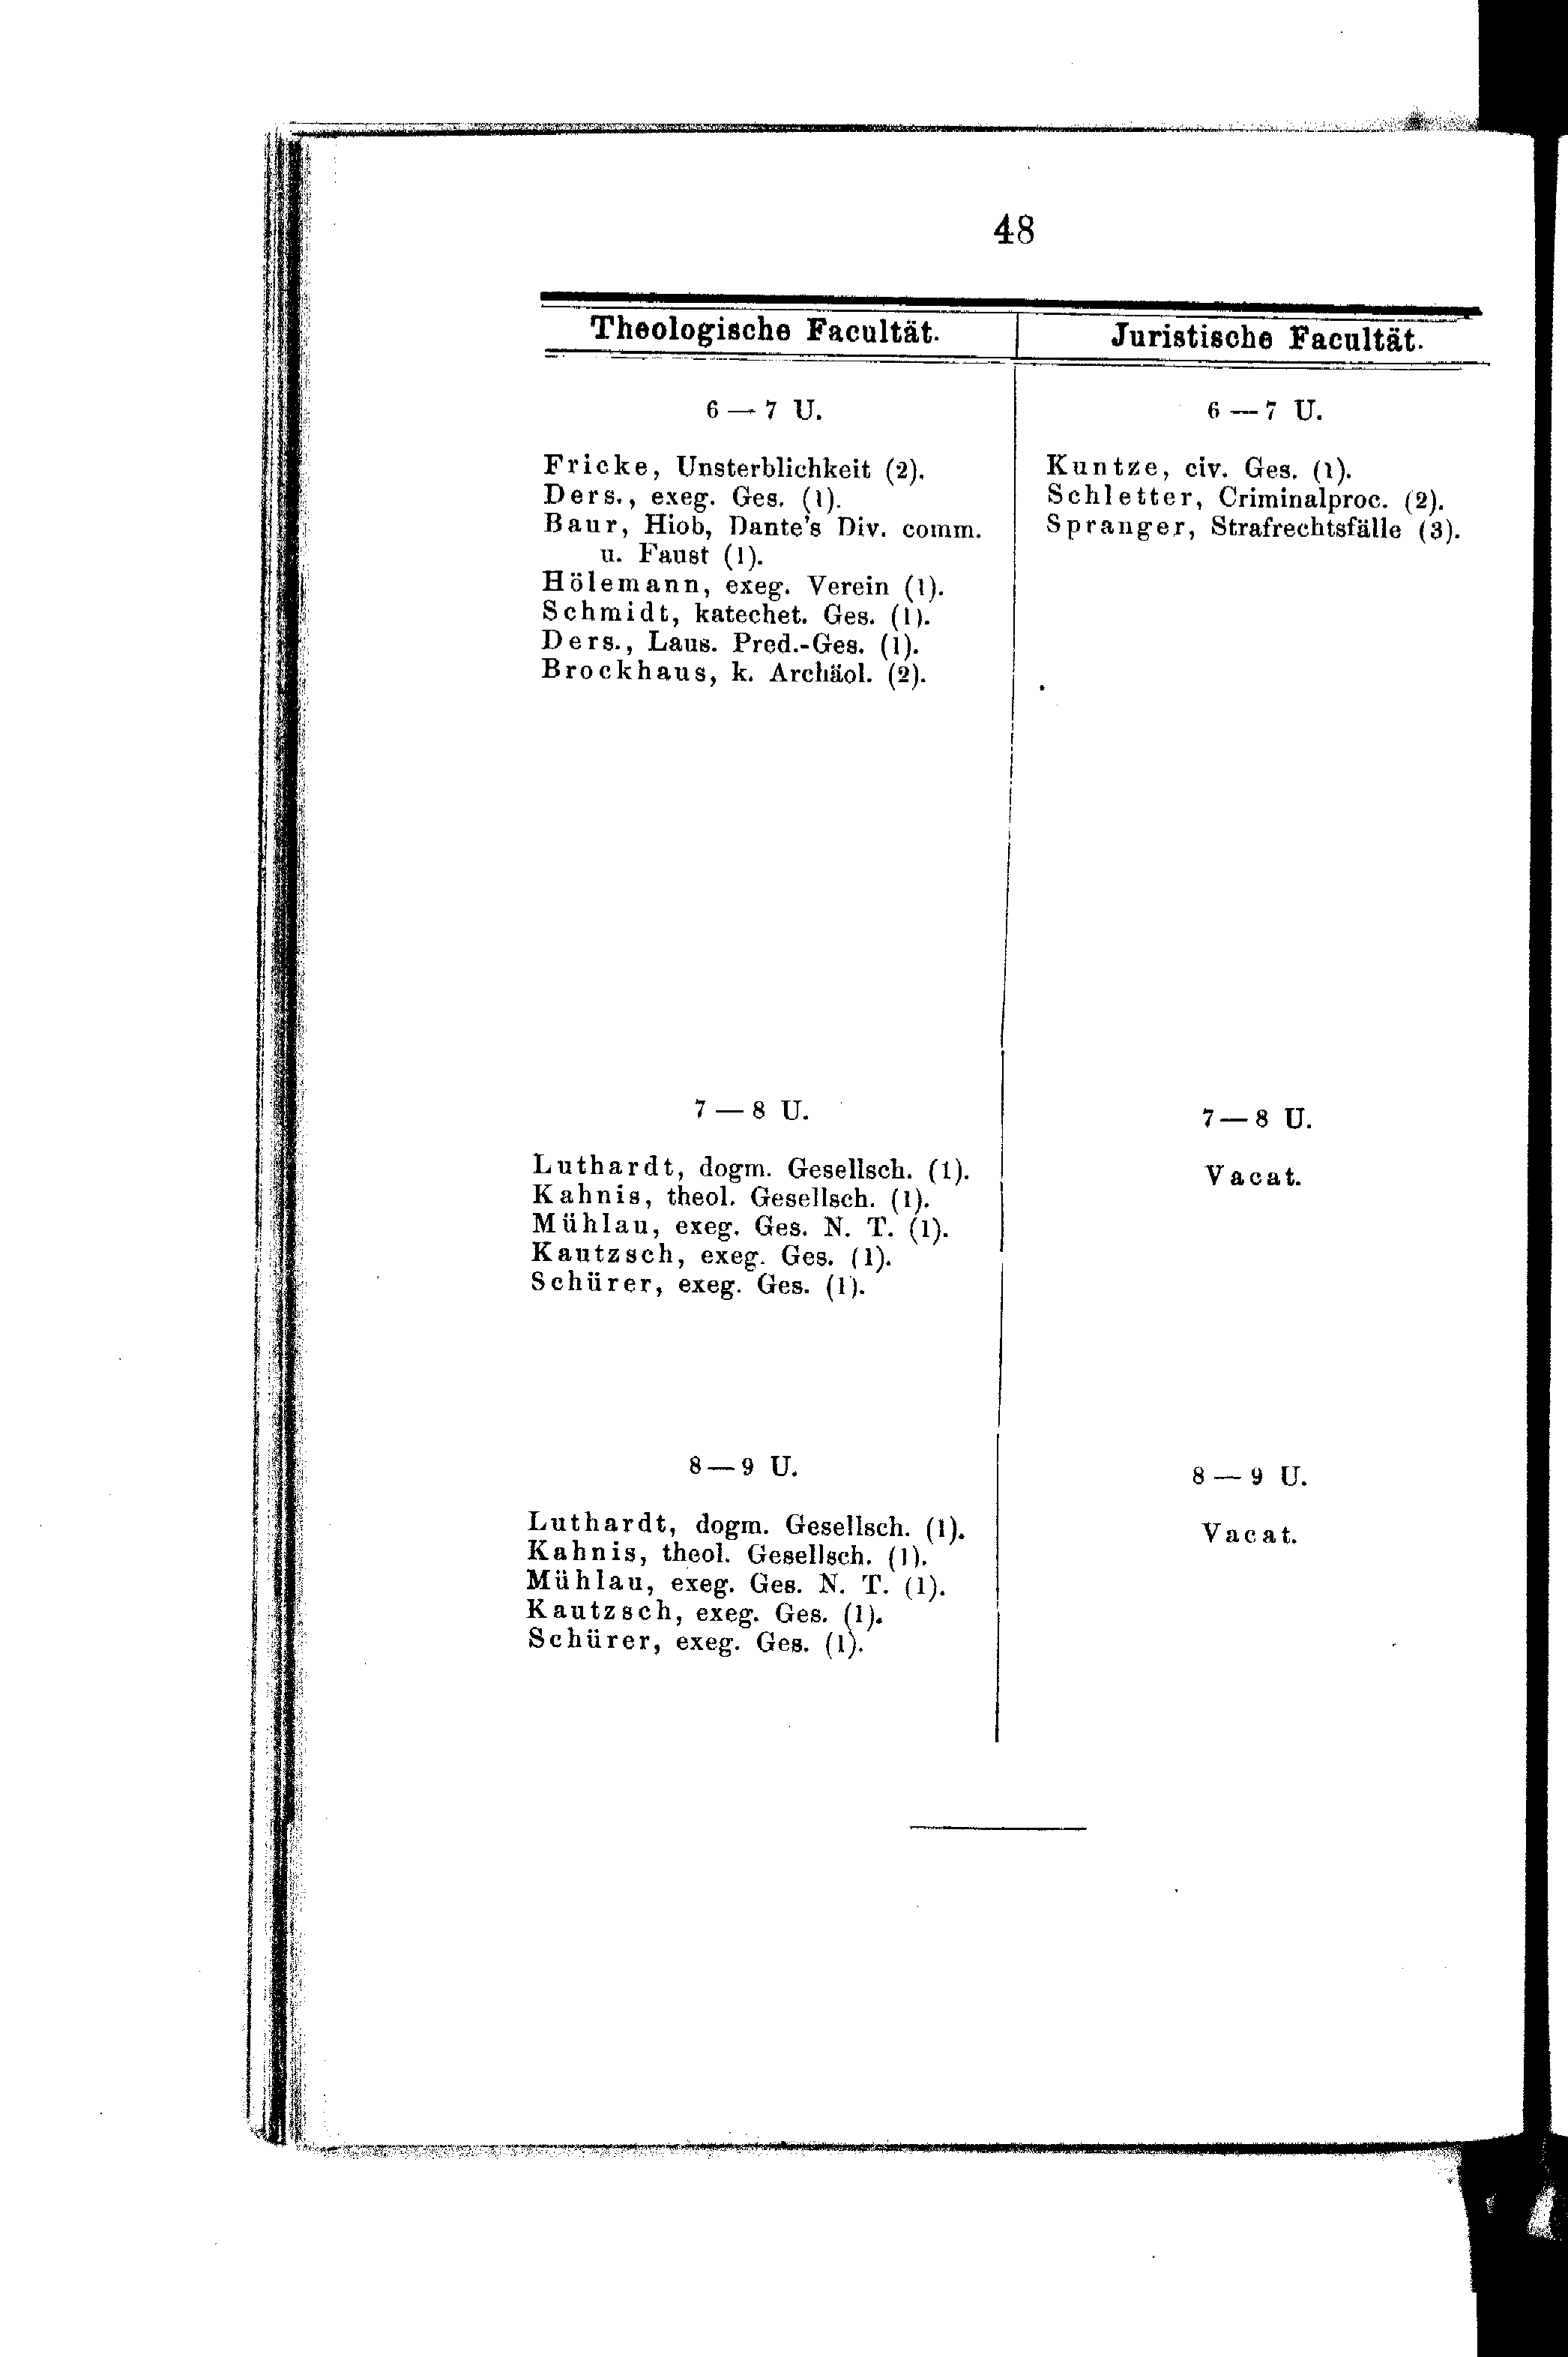 48
Theologische Facultät.
6 — 7 U.
Fricke, Unsterblichkeit (2).
Ders., exeg. Ges. (1).
Baur, Hiob, Dante's Div. comm.
u. Faust (1).
Hölemann, exeg. Verein (1).
Schmidt, katechet. Ges. (1).
Ders., Laus. Pred.-Ges. (1).
Brockhaus, k. Archäol. (2).
7 — 8 U.
Luthardt, dogm. Gesellsch. (1).
Kahnis, theol. Gesellsch. (1).
Mühlau, exeg. Ges. N. T. (1).
Kautzsch, exeg. Ges. (1).
Schürer, exeg. Ges. (1).
8 — 9 U.
Luthardt, dogm. Gesellsch. (1).
Kahnis, theol. Gesellsch. (1).
Mühlau, exeg. Ges. N. T. (1).
Kautzsch, exeg. Ges. (1).
Schürer, exeg. Ges. (1).
Juristische Facultät.
6 — 7 U.
Kuntze, civ. Ges. (1).
Schletter, Criminalproc. (2).
Spranger, Strafrechtsfälle (3).
7 — 8 U.
Vacat.
8 — 9 U.
Vacat.